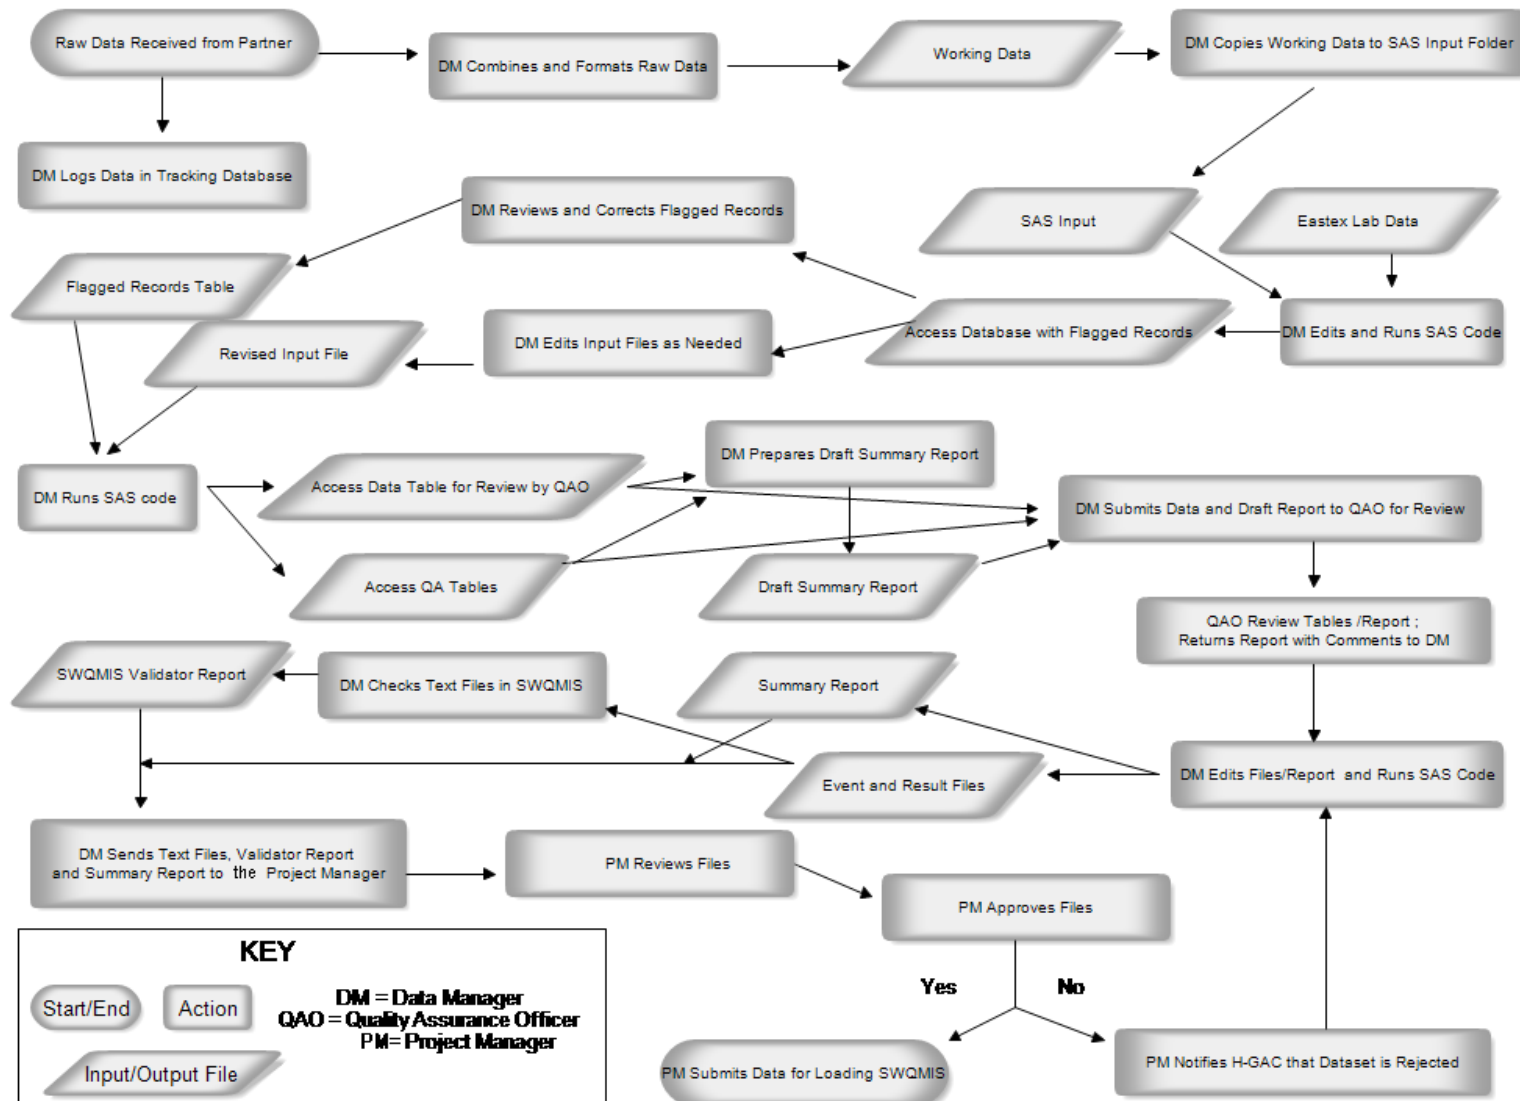 Raw Data Received from Partner
DM Combines and Formats Raw Data
Working Data
DM Copies Working Data to SAS Input Folder
DM Logs Data in Tracking Database
DM Reviews and Corrects Flagged Records
SAS Input
Eastex Lab Data
Flagged Records Table
Revised Input File
DM Edits Input Files as Needed
Access Database with Flagged Records
DM Edits and Runs SAS Code
DM Runs SAS code
Access Data Table for Review by QAO
DM Prepares Draft Summary Report
DM Submits Data and Draft Report to QAO for Review
Access QA Tables
Draft Summary Report
QAO Review Tables /Report ;
Returns Report with Comments to DM
SWQMIS Validator Report
DM Checks Text Files in SWQMIS
Summary Report
Event and Result Files
DM Edits Files/Report and Runs SAS Code
DM Sends Text Files, Validator Report
and Summary Report to the Project Manager
PM Reviews Files
PM Approves Files
Yes
No
PM Submits Data for Loading SWQMIS
PM Notifies H-GAC that Dataset is Rejected
KEY
Start/End
Action
DM = Data Manager
QAO = Quality Assurance Officer
PM= Project Manager
Input/Output File